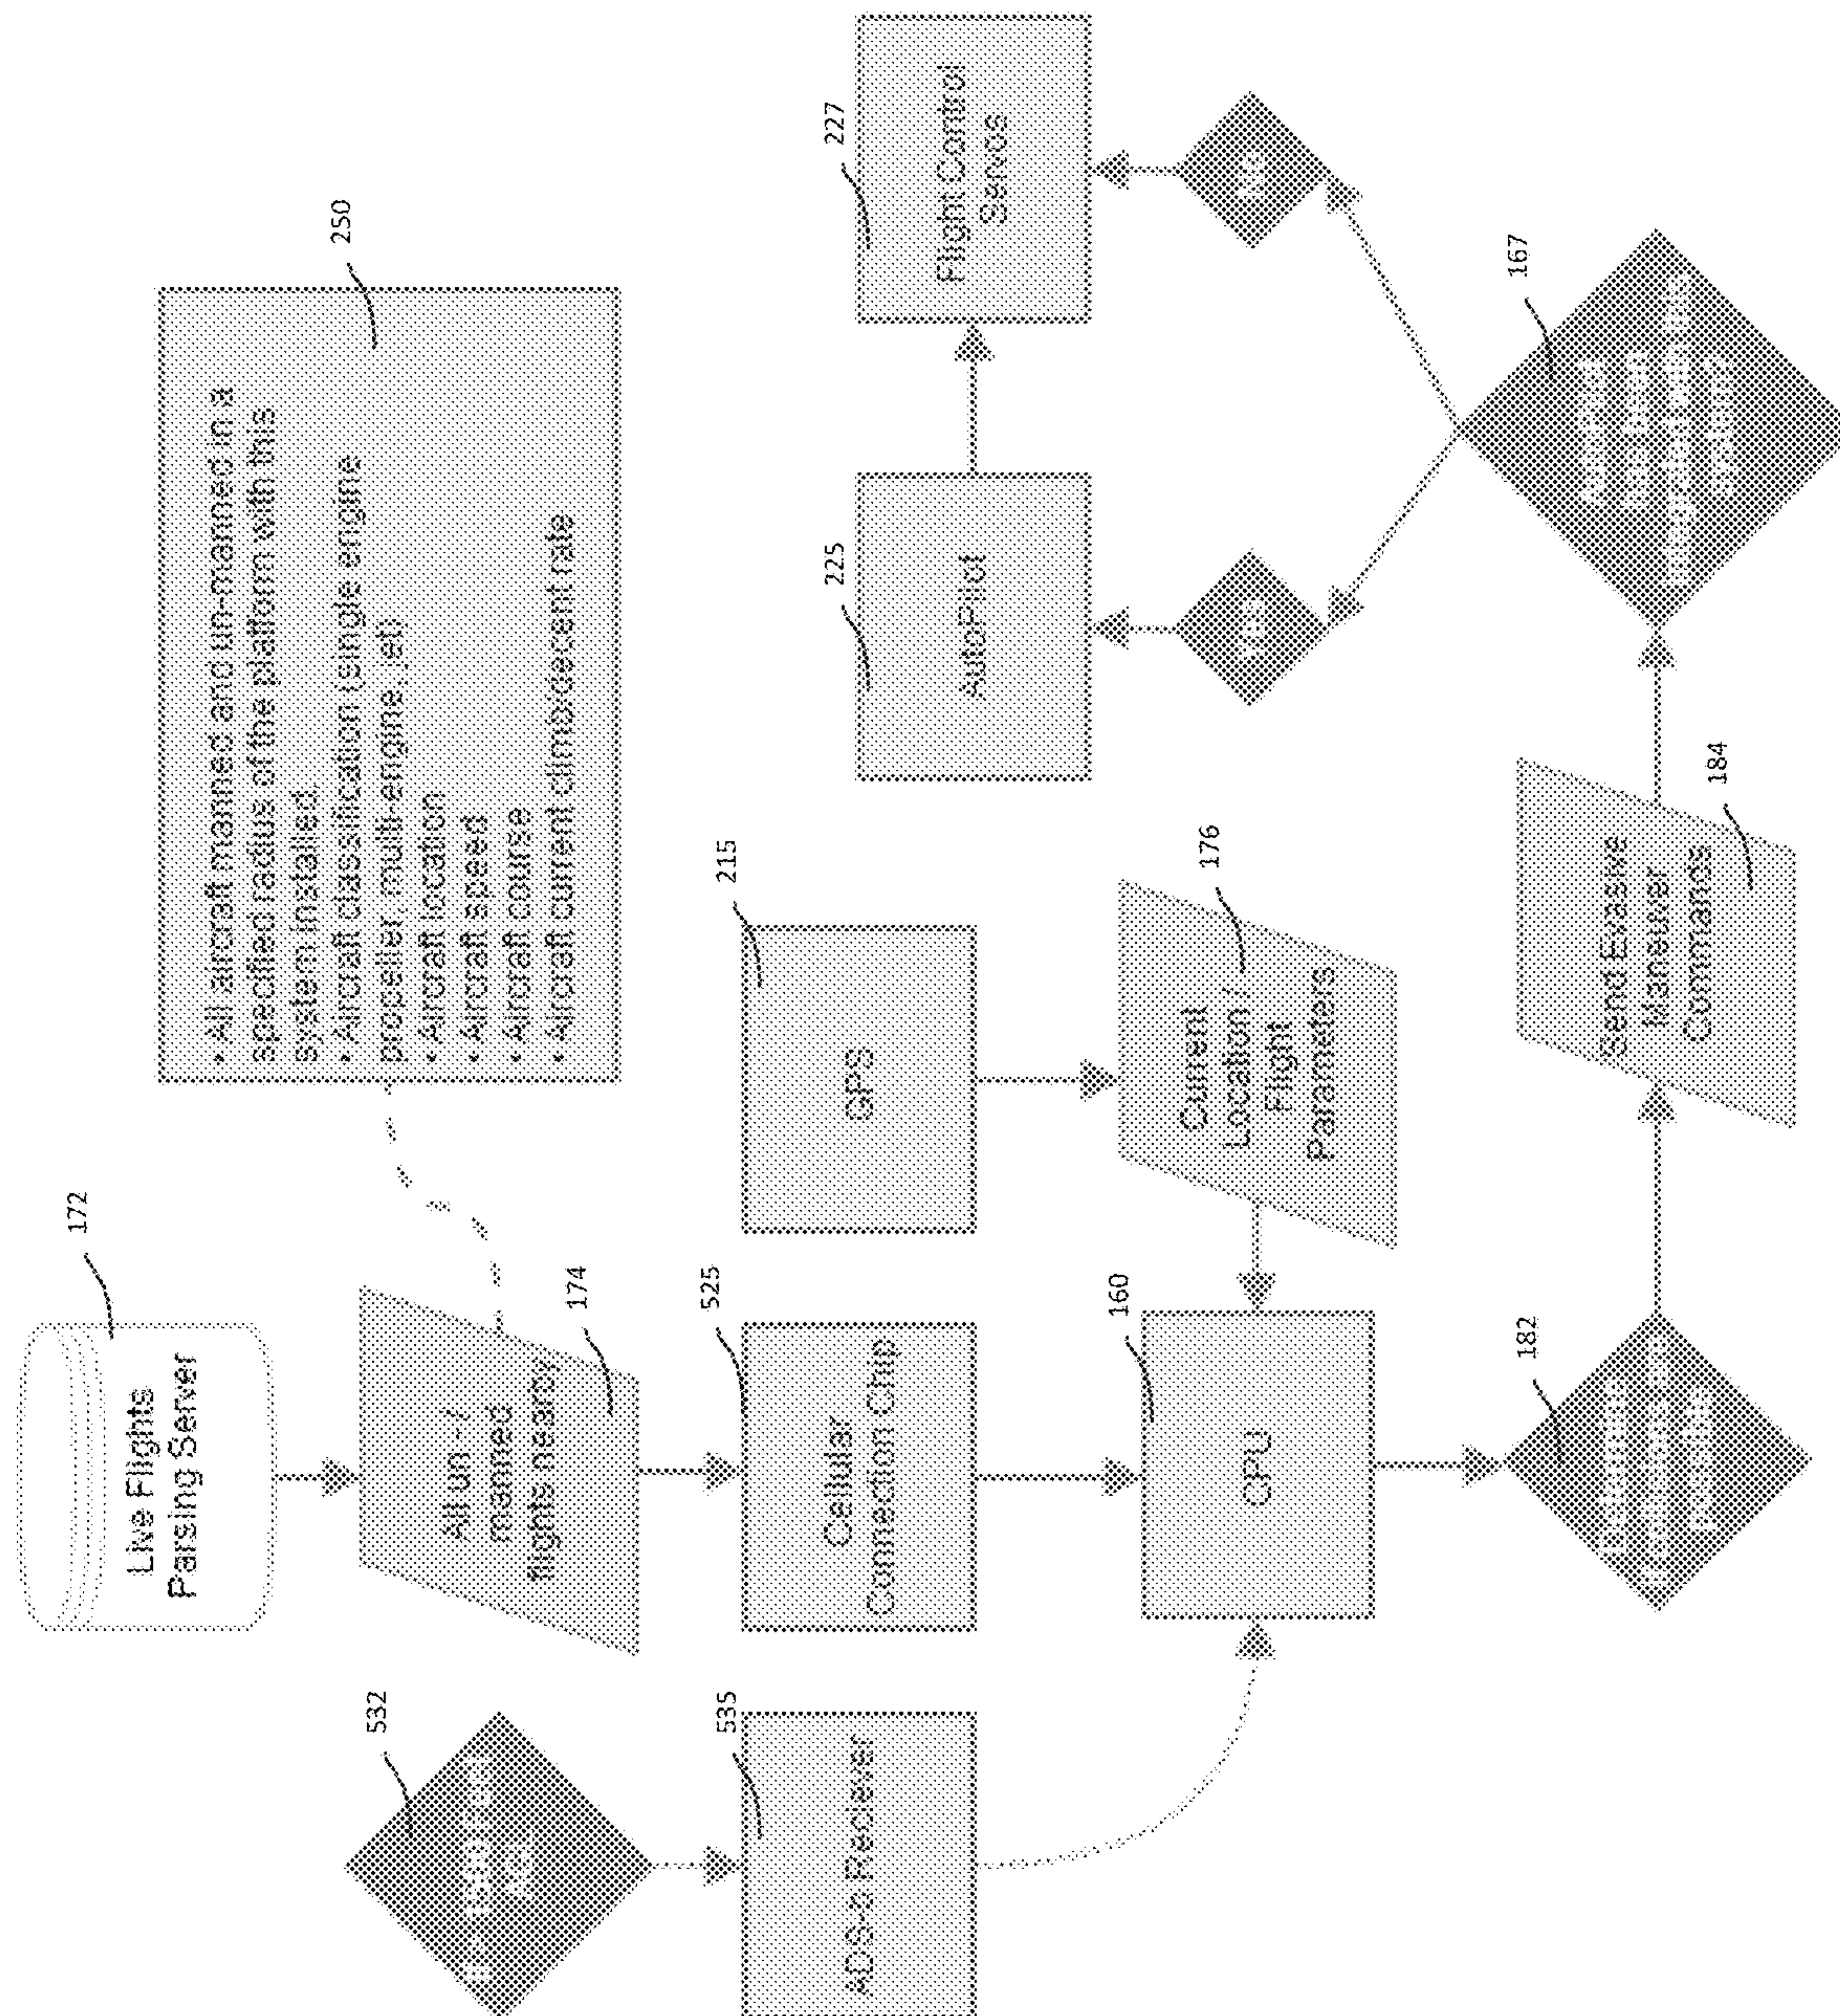 172
Live Flights
Parsing Server
532
All un - /
manned
flights nearby
174
250
• All aircraft manned and un-manned in a
specified radius of the platform with this
system installed.
• Aircraft classification (single engine
propeller, multi-engine, jet)
• Aircraft location
• Aircraft speed
• Aircraft course
• Aircraft current climb/decent rate
535
ADS-b Reciever
525
Cellular
Connection Chip
215
GPS
225
AutoPilot
227
Flight Control
Servos
160
CPU
176
Current
Location /
Flight
Parameters
Yes
No
182
184
Send Evasive
Maneuver
Commands
167